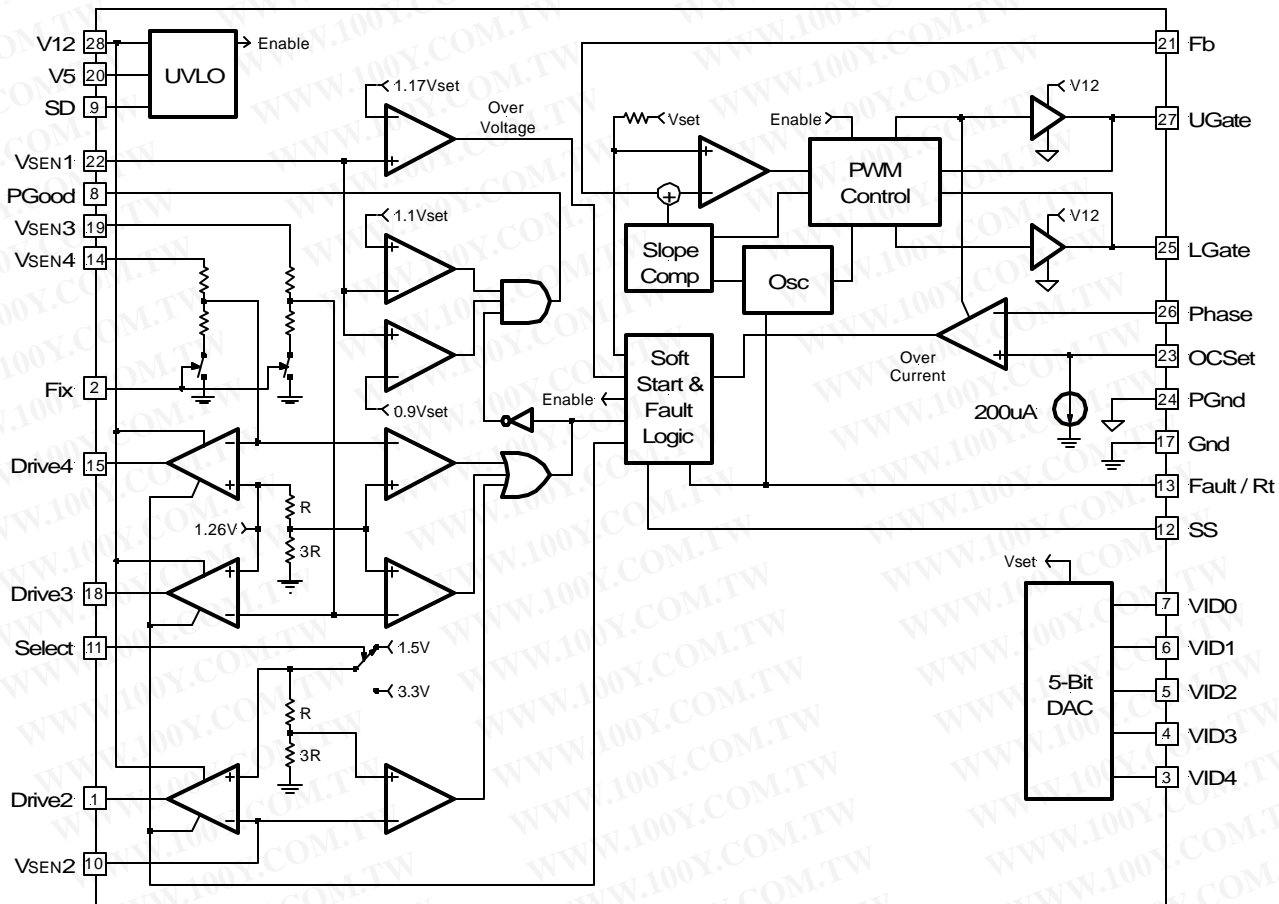 V12
28
Enable
V5
20
UVLO
SD
9
VSEN1
22
PGood
8
VSEN3
19
VSEN4
14
Fix
2
Drive4
15
1.26V
Drive3
18
Select
11
Drive2
1
VSEN2
10
1.17Vset
Over
Voltage
1.1Vset
0.9Vset
R
3R
1.5V
3.3V
R
3R
Vset
Enable
PWM
Control
V12
V12
Slope
Comp
Osc
Soft
Start &
Fault
Logic
Enable
Over
Current
200uA
Vset
5-Bit
DAC
21
Fb
27
UGate
25
LGate
26
Phase
23
OCSet
24
PGnd
17
Gnd
13
Fault / Rt
12
SS
7
VID0
6
VID1
5
VID2
4
VID3
3
VID4
WWW.100Y.COM.TW